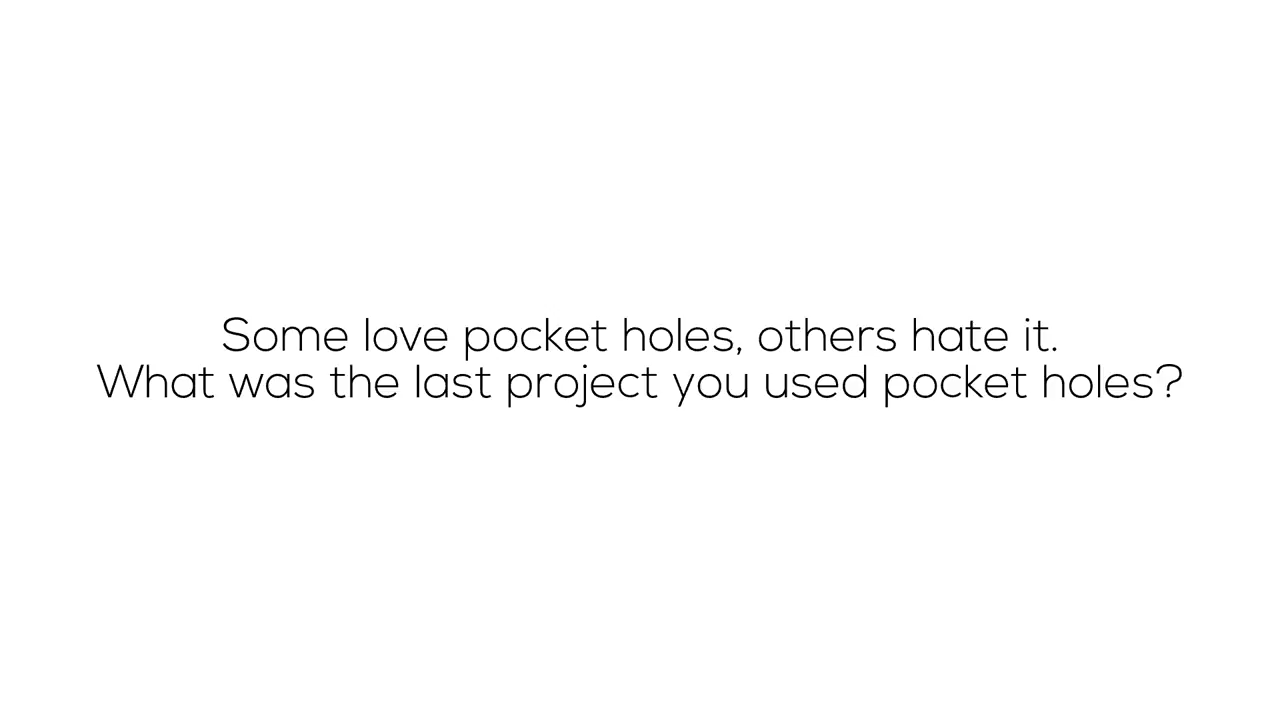 Some love pocket holes, others hate it.
What was the last project you used pocket holes?